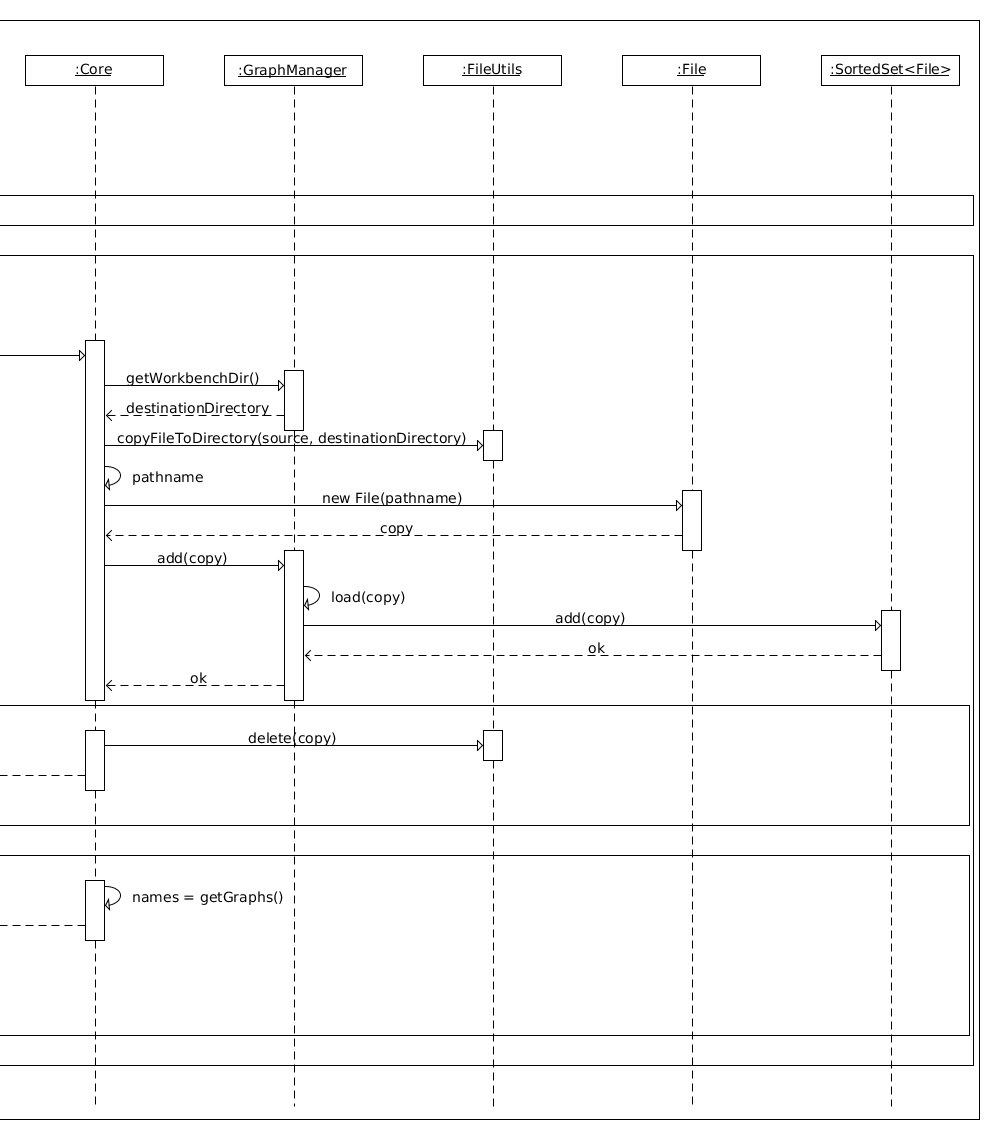 :Core
:GraphManager
:FileUtils
:File
:SortedSet<File>
getWorkbenchDir()
destinationDirectory
copyFileToDirectory(source, destinationDirectory)
pathname
new File(pathname)
copy
add(copy)
load(copy)
add(copy)
ok
ok
delete(copy)
names = getGraphs()